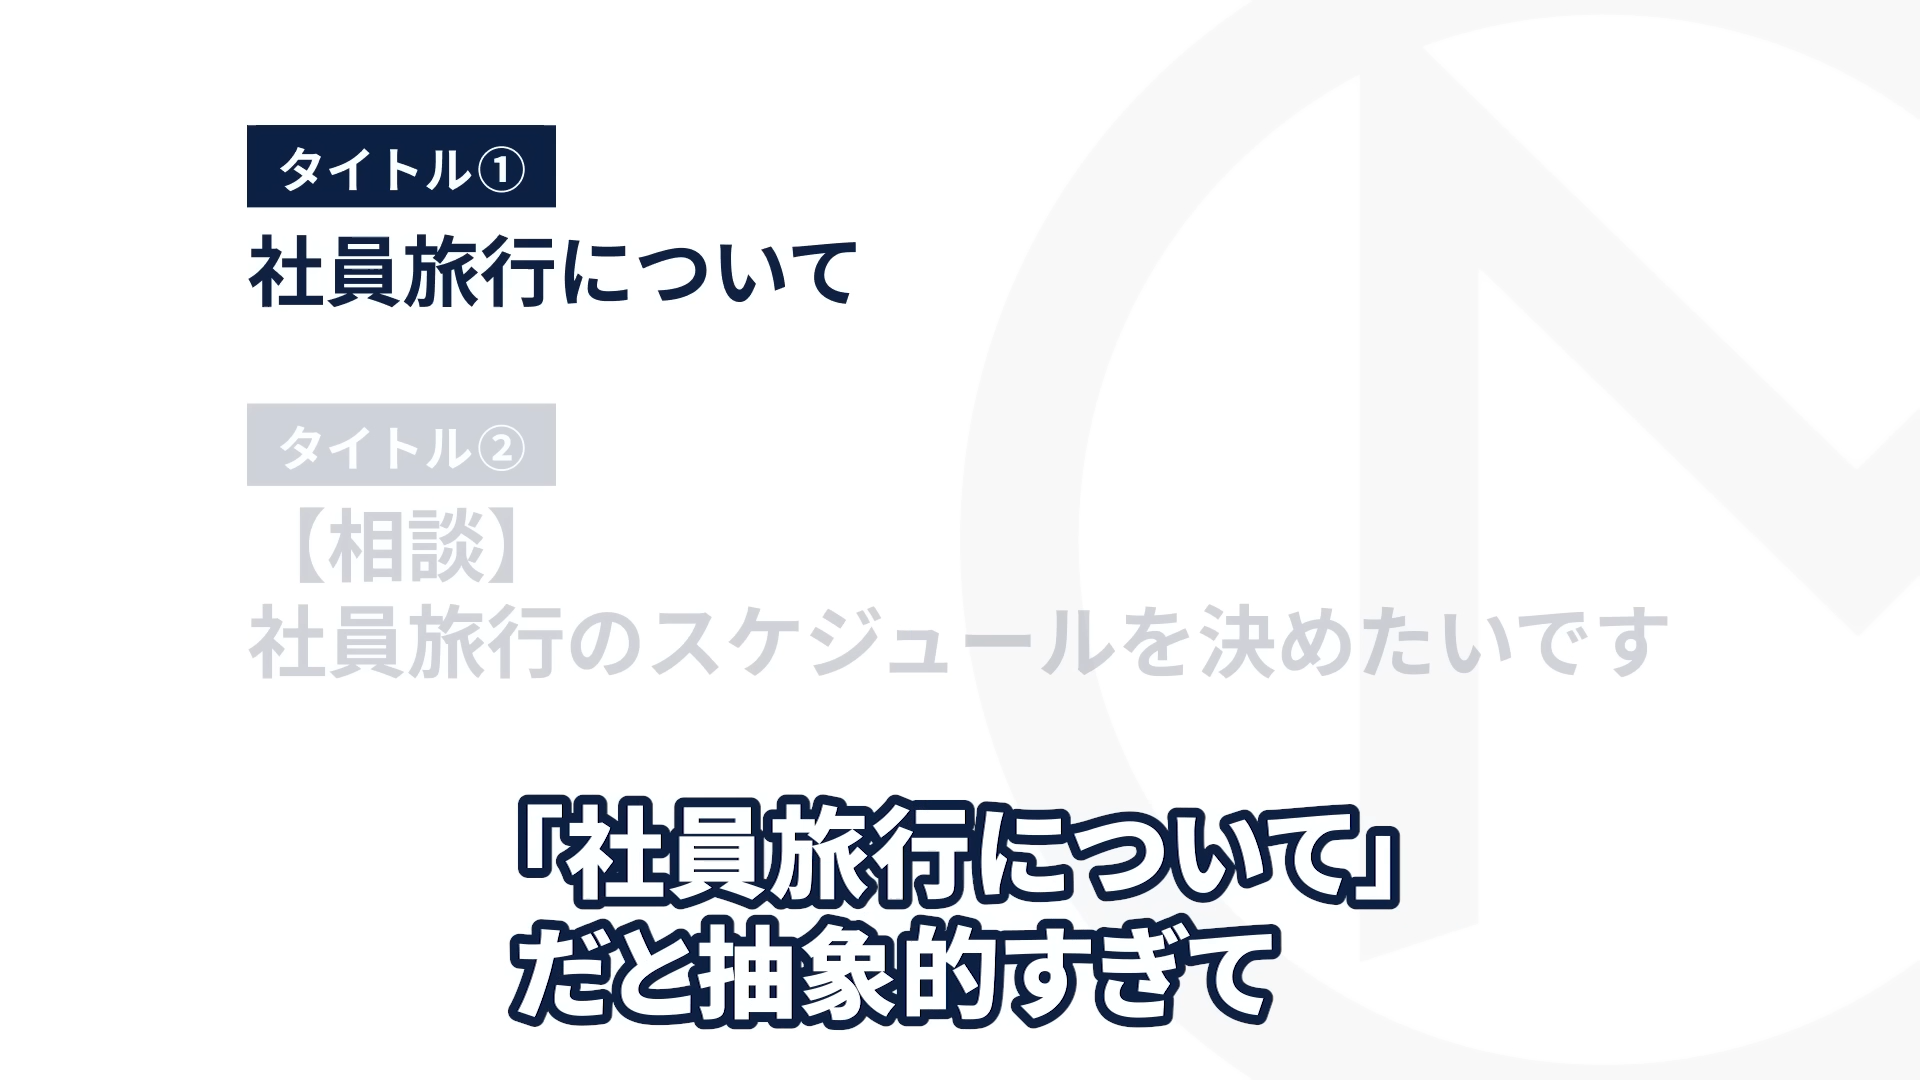 タイトル①
社員旅行について
タイトル②
【相談】
社員旅行のスケジュールを決めたいです
「社員旅行について」
だと抽象的すぎて